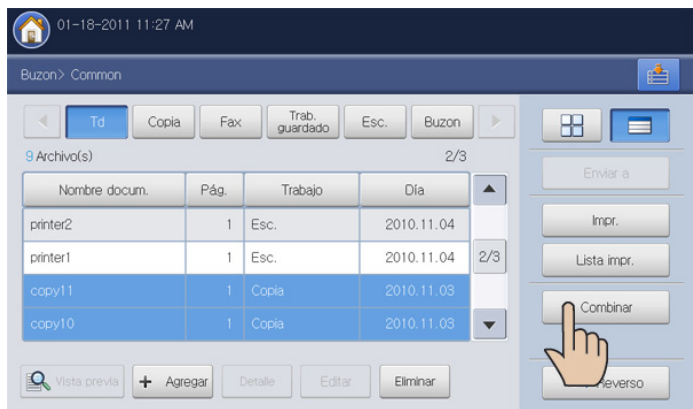 01-18-2011 11:27 AM
Buzon> Common
Td Copia Fax Trab. guardado Esc. Buzon
9 Archivo(s) 2/3
Enviar a
Nombre docum. Pág. Trabajo Día
printer2 1 Esc. 2010.11.04 Impr.
printer1 1 Esc. 2010.11.04 2/3 Lista impr.
copy11 1 Copia 2010.11.03
Combinar
copy10 1 Copia 2010.11.03
Vista previa + Agregar Detalle Editar Eliminar Reverso